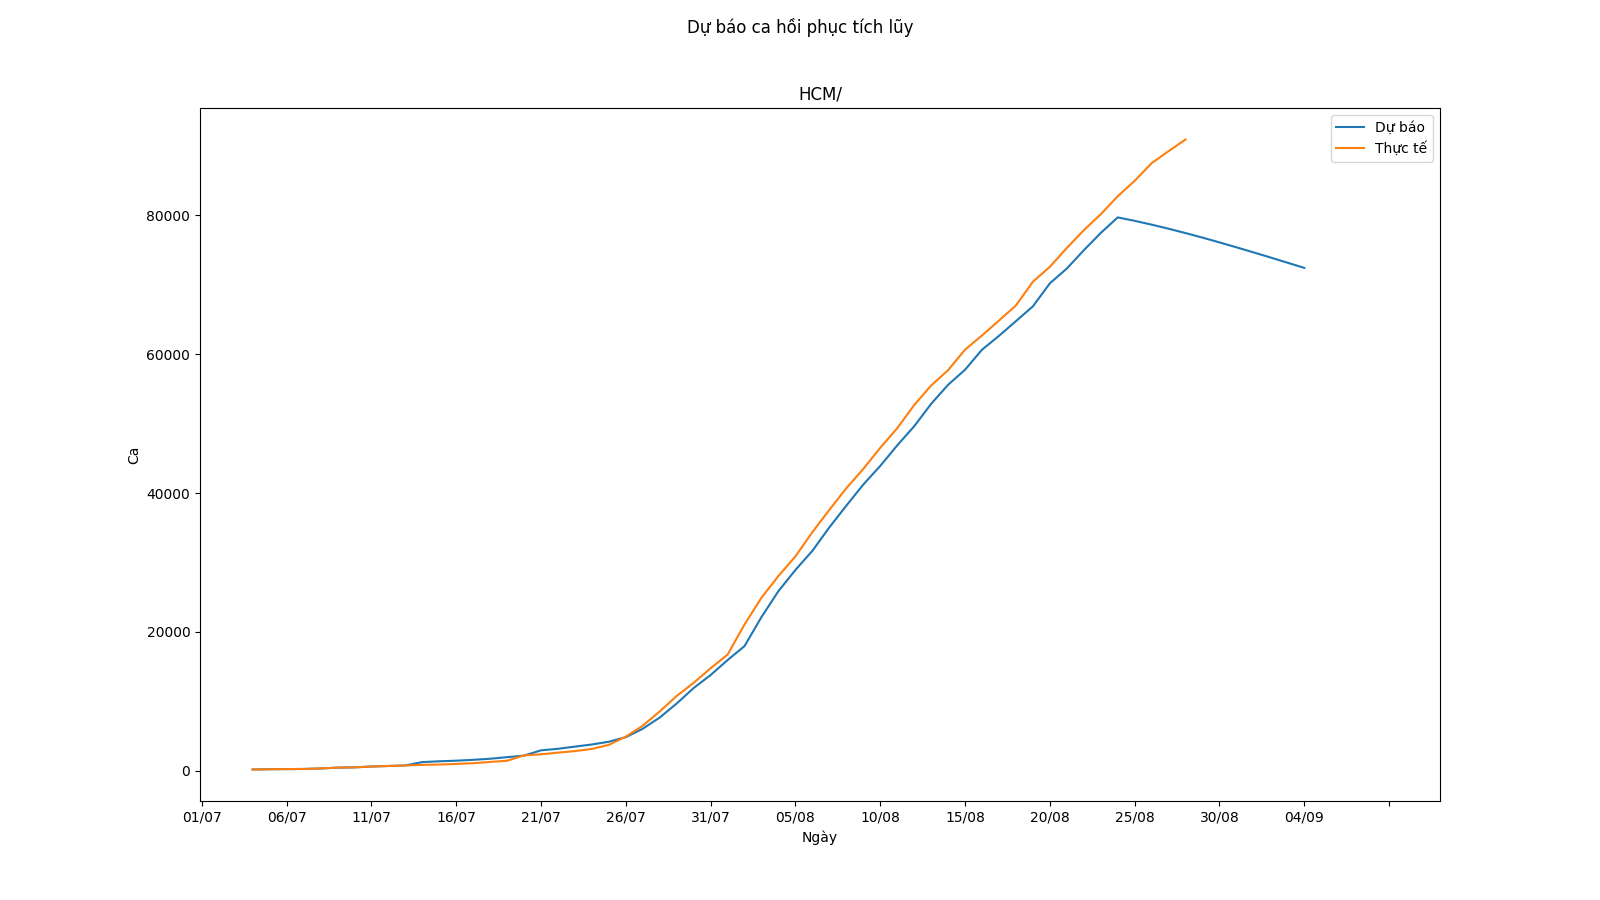 Dự báo ca hồi phục tích lũy
HCM/
Dự báo
Thực tế
80000
60000
40000
20000
0
Ca
01/07 06/07 11/07 16/07 21/07 26/07 31/07 05/08 10/08 15/08 20/08 25/08 30/08 04/09
Ngày